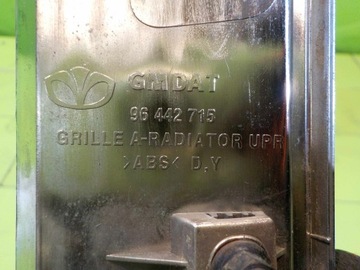 GMDAT
96 442 715
GRILLE A-RADIATOR UPR
>ABS< D,Y